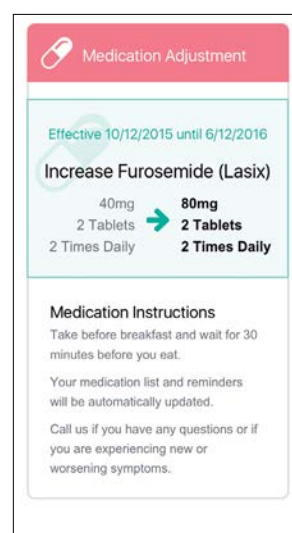 Medication Adjustment
Effective 10/12/2015 until 6/12/2016
Increase Furosemide (Lasix)
40mg 80mg
2 Tablets 2 Tablets
2 Times Daily 2 Times Daily
Medication Instructions
Take before breakfast and wait for 30
minutes before you eat.
Your medication list and reminders
will be automatically updated.
Call us if you have any questions or if
you are experiencing new or
worsening symptoms.